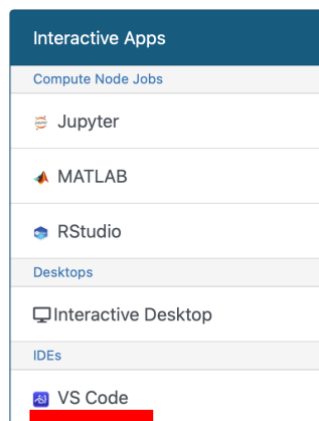 Interactive Apps
Compute Node Jobs
Jupyter
MATLAB
RStudio
Desktops
Interactive Desktop
IDEs
VS Code